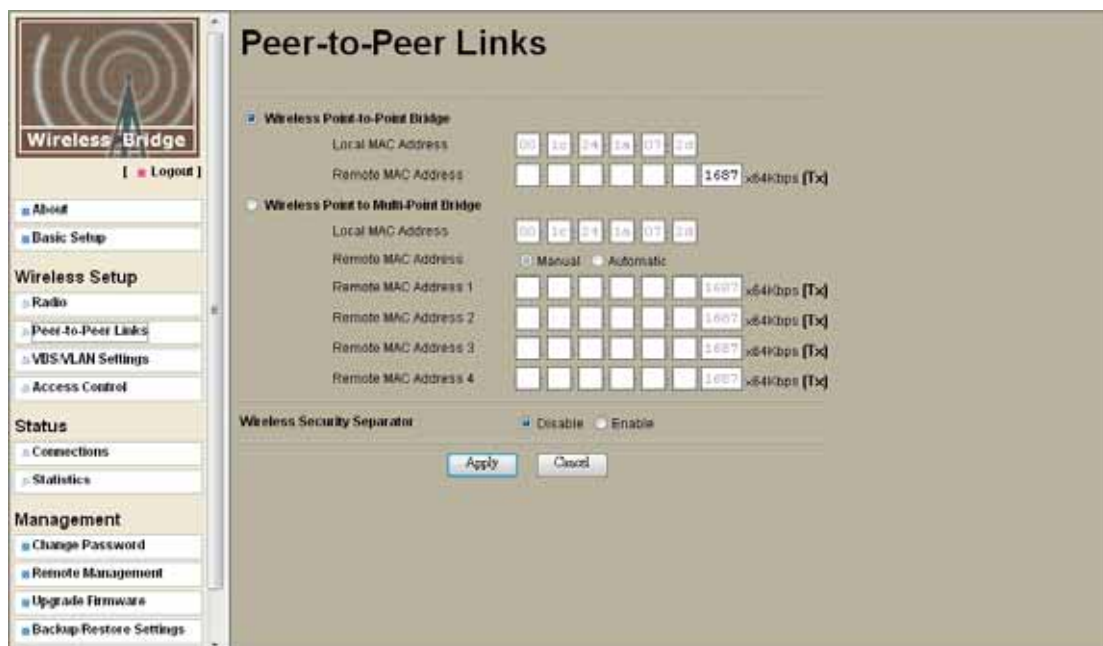 Wireless Bridge
[ Logout ]
About
Basic Setup
Wireless Setup
Radio
Peer-to-Peer Links
VBS/VLAN Settings
Access Control
Status
Connections
Statistics
Management
Change Password
Remote Management
Upgrade Firmware
Backup/Restore Settings
Peer-to-Peer Links
Wireless Point-to-Point Bridge
Local MAC Address 00 : 1c : 24 : 1a : 07 : 2d
Remote MAC Address 1687 x64Kbps [Tx]
Wireless Point to Multi-Point Bridge
Local MAC Address 00 : 1c : 24 : 1a : 07 : 2d
Remote MAC Address Manual Automatic
Remote MAC Address 1 1687 x64Kbps [Tx]
Remote MAC Address 2 1687 x64Kbps [Tx]
Remote MAC Address 3 1687 x64Kbps [Tx]
Remote MAC Address 4 1687 x64Kbps [Tx]
Wireless Security Separator Disable Enable
Apply Cancel